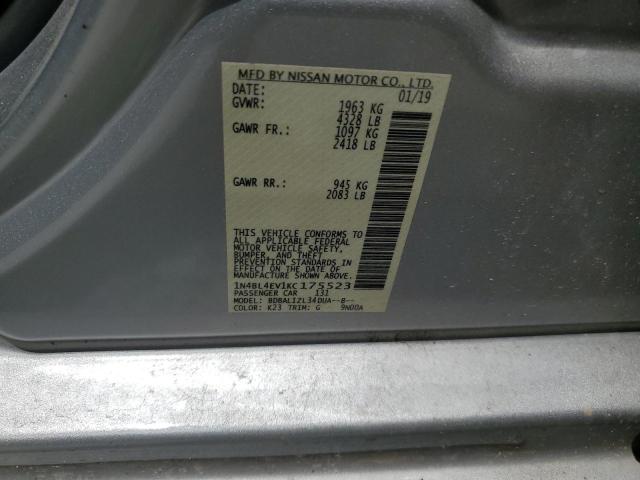 MFD BY NISSAN MOTOR CO., LTD.
DATE: 01/19
GVWR: 1963 KG
4328 LB
GAWR FR.: 1097 KG
2418 LB
GAWR RR.: 945 KG
2083 LB
THIS VEHICLE CONFORMS TO
ALL APPLICABLE FEDERAL
MOTOR VEHICLE SAFETY,
BUMPER, AND THEFT
PREVENTION STANDARDS IN
EFFECT ON THE DATE OF
MANUFACTURE SHOWN ABOVE.
1N4BL4EV1KC175523
PASSENGER CAR 131
MODEL: BDBALIZL34DUA--8--
COLOR: K23 TRIM: G 9N00A